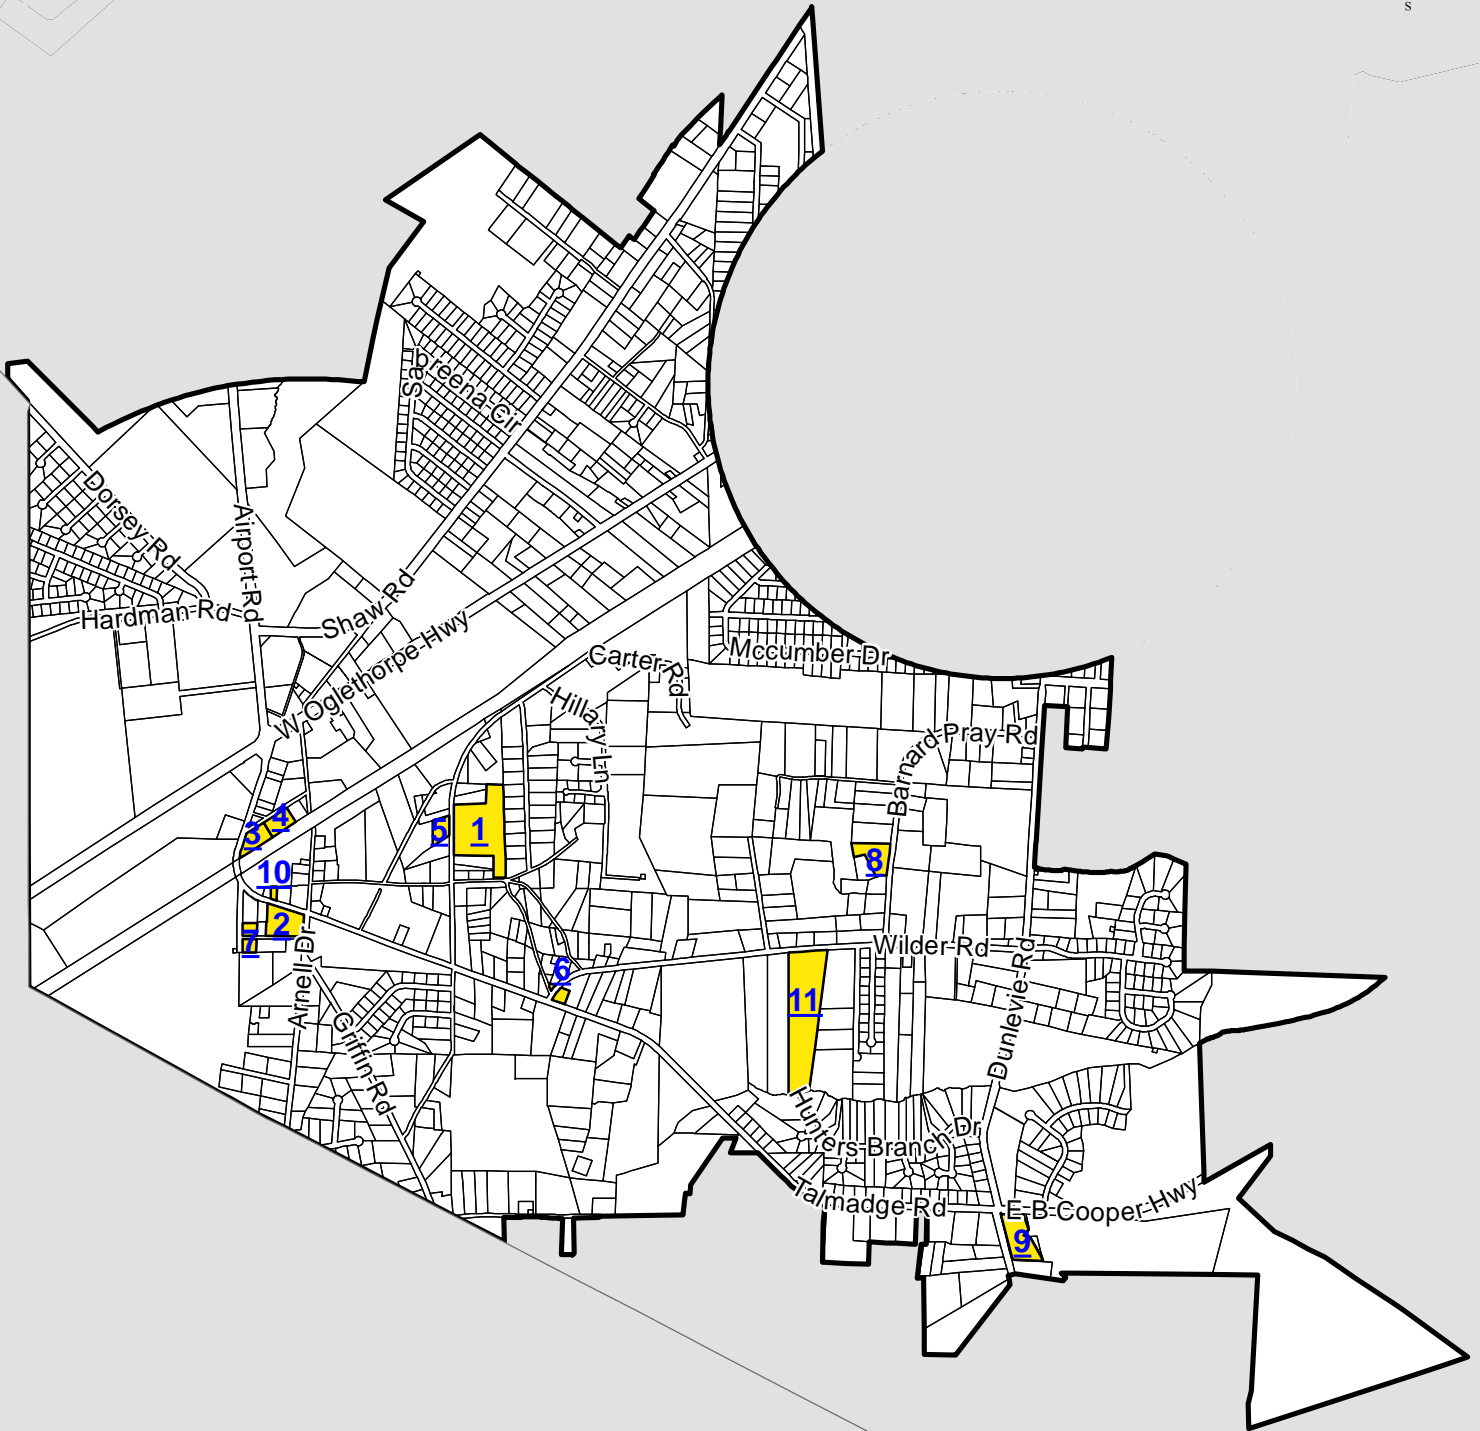 s
Sa
breena Cir
Dorsey Rd
Airport Rd
Hardman Rd
Shaw Rd
W Oglethorpe Hwy
Carter Rd
Mccumber Dr
Hillary Ln
Barnard
Pray Rd
3
4
5
1
8
10
2
7
6
Wilder Rd
11
Arnell Dr
Griffin Rd
Dunlevie Rd
Hunters Branch Dr
Talmadge Rd
E B Cooper Hwy
9